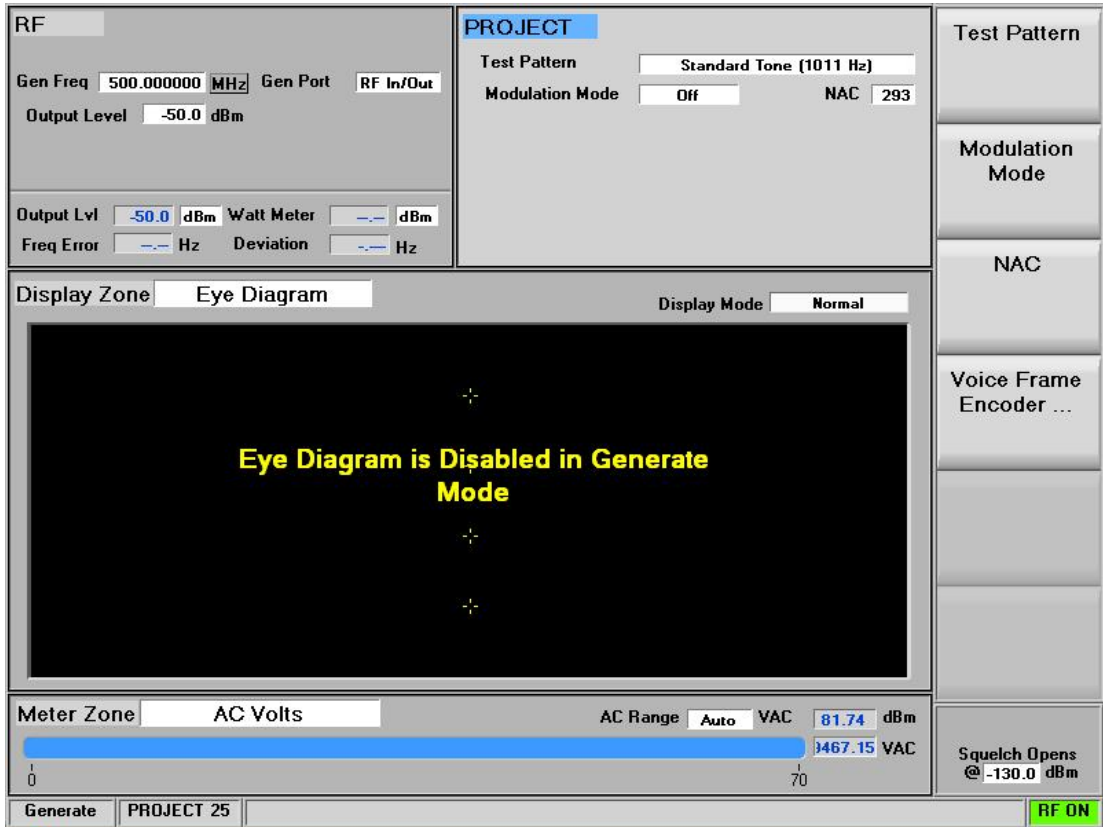 RF
Gen Freq 500.000000 MHz Gen Port RF In/Out
Output Level -50.0 dBm
Output Lvl -50.0 dBm Watt Meter --.-- dBm
Freq Error --.-- Hz Deviation -.--- Hz
PROJECT
Test Pattern Standard Tone (1011 Hz)
Modulation Mode Off NAC 293
Display Zone Eye Diagram
Display Mode Normal
Eye Diagram is Disabled in Generate
Mode
Meter Zone AC Volts
AC Range Auto VAC 81.74 dBm
467.15 VAC
0 70
Generate PROJECT 25
Test Pattern
Modulation
Mode
NAC
Voice Frame
Encoder ...
Squelch Opens
@ -130.0 dBm
RF ON